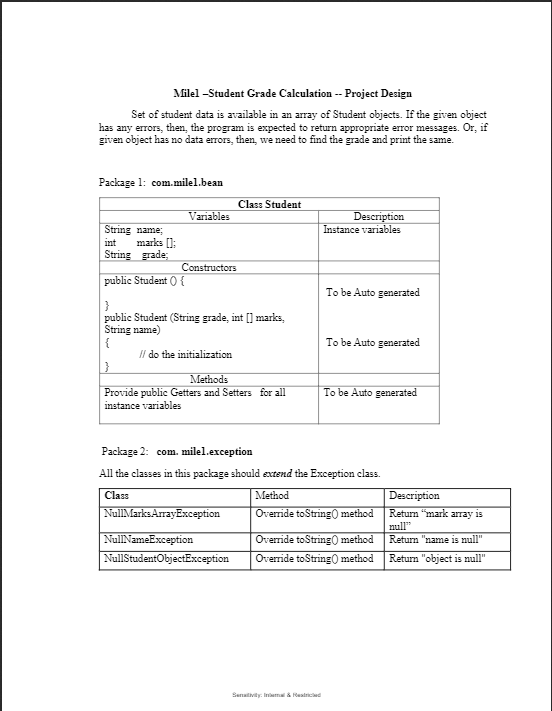 Mile1 –Student Grade Calculation -- Project Design
Set of student data is available in an array of Student objects. If the given object
has any errors, then, the program is expected to return appropriate error messages. Or, if
given object has no data errors, then, we need to find the grade and print the same.
Package 1: com.mile1.bean
Class Student
Variables Description
String name; Instance variables
int marks [];
String grade;
Constructors
public Student () {
To be Auto generated
}
public Student (String grade, int [] marks,
String name)
{ To be Auto generated
// do the initialization
}
Methods
Provide public Getters and Setters for all To be Auto generated
instance variables
Package 2: com. mile1.exception
All the classes in this package should extend the Exception class.
Class Method Description
NullMarksArrayException Override toString() method Return “mark array is
null”
NullNameException Override toString() method Return "name is null"
NullStudentObjectException Override toString() method Return "object is null"
Sensitivity: Internal & Restricted